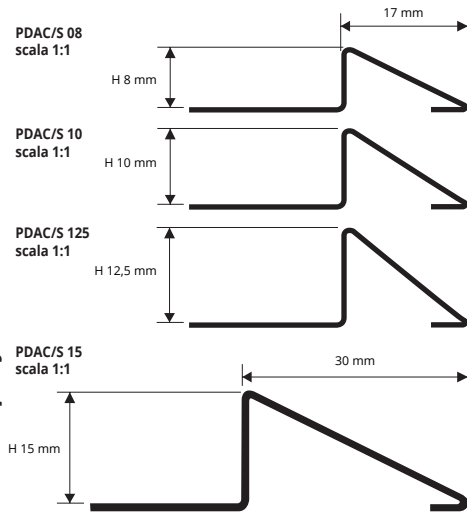 17 mm
PDAC/S 08
scala 1:1
H 8 mm
PDAC/S 10
scala 1:1
H 10 mm
PDAC/S 125
scala 1:1
H 12,5 mm
PDAC/S 15
scala 1:1
30 mm
H 15 mm